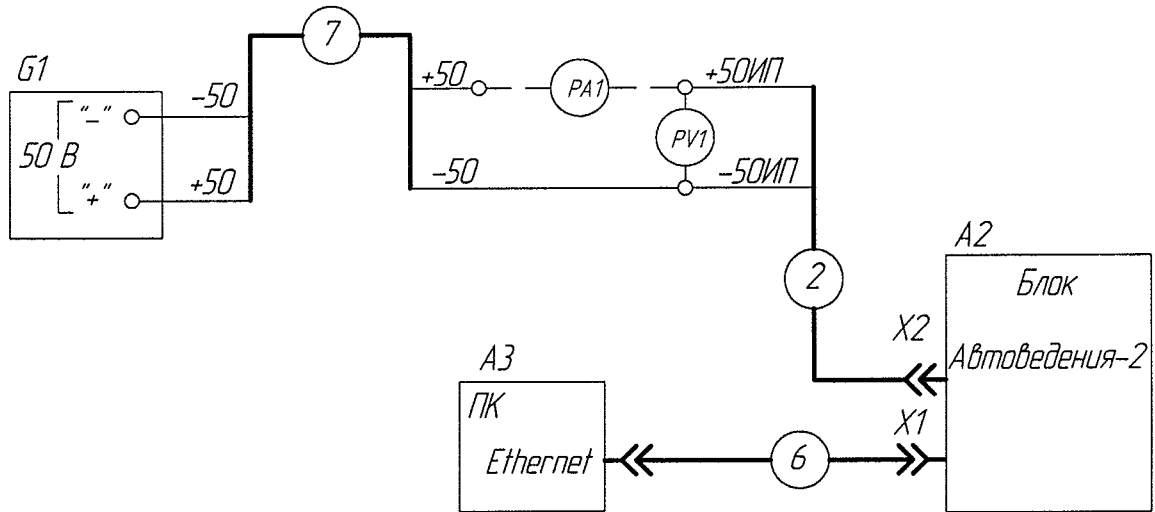 7
G1
-50
+50
50 В
"-"
"+"
+50
PA1
+50ИП
PV1
-50
-50ИП
2
A2
Блок
Автоведения-2
X2
X1
A3
ПК
Ethernet
6